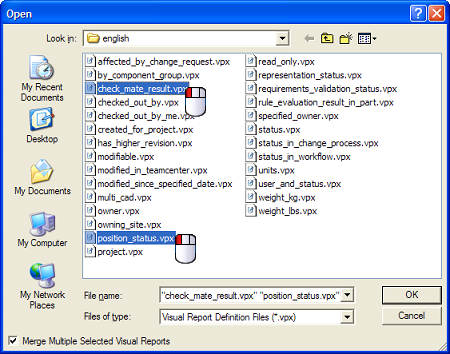 Open
Look in:
english
My Recent
Documents
Desktop
My Documents
My Computer
My Network
Places
affected_by_change_request.vpx
by_component_group.vpx
check_mate_result.vpx
checked_out_by.vpx
checked_out_by_me.vpx
created_for_project.vpx
has_higher_revision.vpx
modifiable.vpx
modified_in_teamcenter.vpx
modified_since_specified_date.vpx
multi_cad.vpx
owner.vpx
owning_site.vpx
position_status.vpx
project.vpx
read_only.vpx
representation_status.vpx
requirements_validation_status.vpx
rule_evaluation_result_in_part.vpx
specified_owner.vpx
status.vpx
status_in_change_process.vpx
status_in_workflow.vpx
units.vpx
user_and_status.vpx
weight_kg.vpx
weight_lbs.vpx
File name:
"check_mate_result.vpx" "position_status.vpx"
OK
Files of type:
Visual Report Definition Files (*.vpx)
Cancel
Merge Multiple Selected Visual Reports